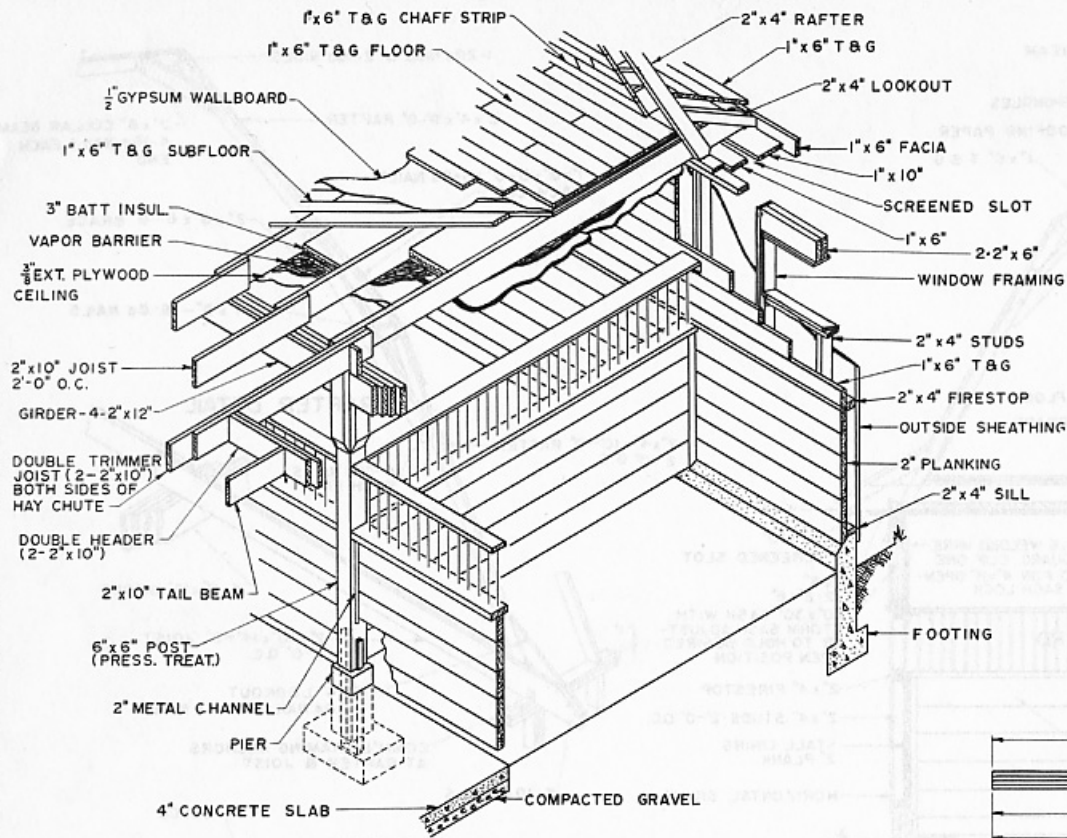 1"x6" T&G CHAFF STRIP
1"x6" T&G FLOOR
1/2" GYPSUM WALLBOARD
1"x6" T&G SUBFLOOR
3" BATT INSUL.
VAPOR BARRIER
3/8" EXT. PLYWOOD
CEILING
2"x10" JOIST
2'-0" O.C.
GIRDER-4-2"x12"
DOUBLE TRIMMER
JOIST (2-2"x10")
BOTH SIDES OF
HAY CHUTE
DOUBLE HEADER
(2-2"x10")
2"x10" TAIL BEAM
6"x6" POST
(PRESS. TREAT.)
2" METAL CHANNEL
PIER
4" CONCRETE SLAB
COMPACTED GRAVEL
2"x4" RAFTER
1"x6" T&G
2"x4" LOOKOUT
1"x6" FACIA
1"x10"
SCREENED SLOT
1"x6"
2-2"x6"
WINDOW FRAMING
2"x4" STUDS
1"x6" T&G
2"x4" FIRESTOP
OUTSIDE SHEATHING
2" PLANKING
2"x4" SILL
FOOTING